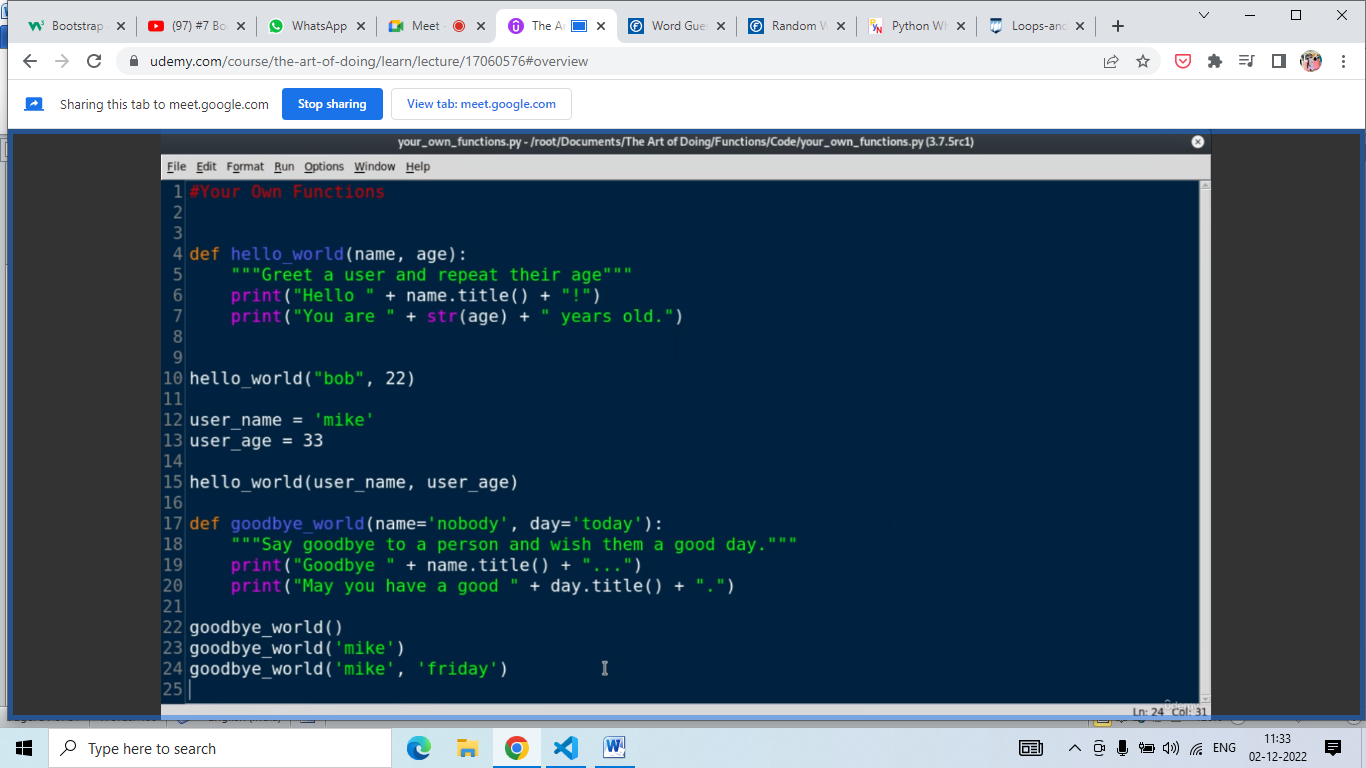 Bootstrap
(97) #7 Bo
WhatsApp
Meet
The A
Word Gues
Random W
Python Wh
Loops-and
udemy.com/course/the-art-of-doing/learn/lecture/17060576#overview
Sharing this tab to meet.google.com
Stop sharing
View tab: meet.google.com
your_own_functions.py - /root/Documents/The Art of Doing/Functions/Code/your_own_functions.py (3.7.5rc1)
File Edit Format Run Options Window Help
1 #Your Own Functions
2
3
4 def hello_world(name, age):
5     """Greet a user and repeat their age"""
6     print("Hello " + name.title() + "!")
7     print("You are " + str(age) + " years old.")
8
9
10 hello_world("bob", 22)
11
12 user_name = 'mike'
13 user_age = 33
14
15 hello_world(user_name, user_age)
16
17 def goodbye_world(name='nobody', day='today'):
18     """Say goodbye to a person and wish them a good day."""
19     print("Goodbye " + name.title() + "...")
20     print("May you have a good " + day.title() + ".")
21
22 goodbye_world()
23 goodbye_world('mike')
24 goodbye_world('mike', 'friday')
25
Ln: 24 Col: 31
Type here to search
ENG
11:33
02-12-2022